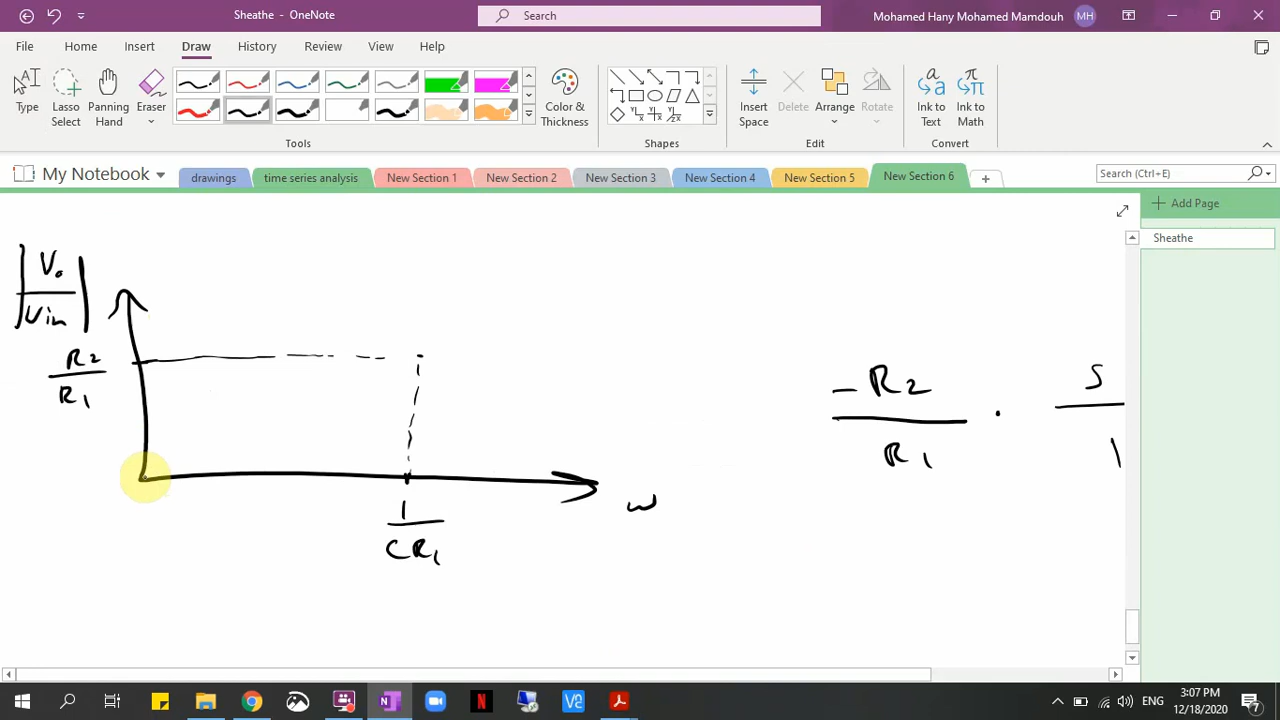 Sheathe - OneNote
Search
Mohamed Hany Mohamed Mamdouh
MH
File
Home
Insert
Draw
History
Review
View
Help
Type
Lasso Select
Panning Hand
Eraser
Color & Thickness
Insert Space
Delete
Arrange
Rotate
Ink to Text
Ink to Math
Tools
Shapes
Edit
Convert
My Notebook
drawings
time series analysis
New Section 1
New Section 2
New Section 3
New Section 4
New Section 5
New Section 6
Search (Ctrl+E)
Add Page
Sheathe
|Vo
Vin|
R2
R1
1
CR1
ω
-R2
R1
.
S
1
ENG
3:07 PM
12/18/2020
7